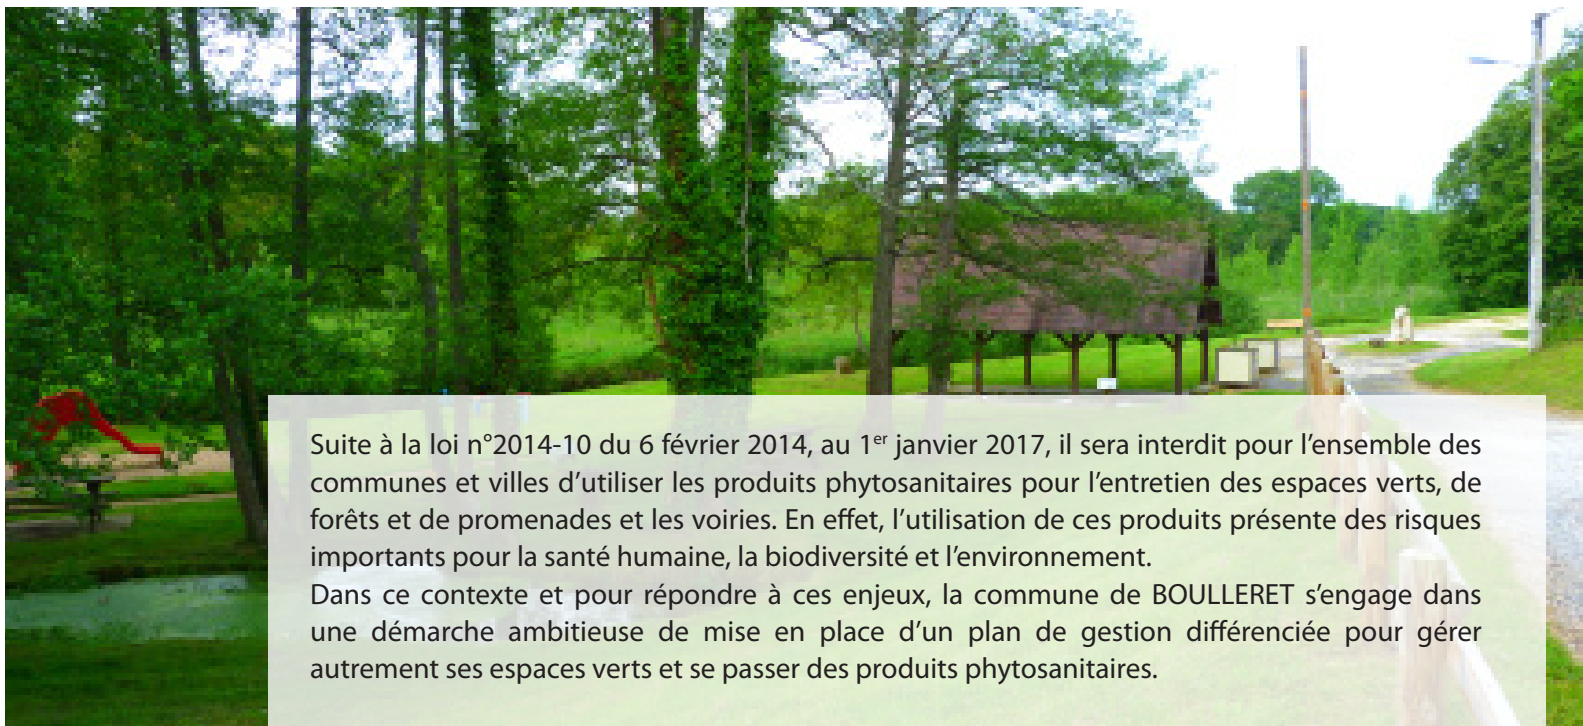 Suite à la loi n°2014-10 du 6 février 2014, au 1er janvier 2017, il sera interdit pour l'ensemble des
communes et villes d'utiliser les produits phytosanitaires pour l'entretien des espaces verts, de
forêts et de promenades et les voiries. En effet, l'utilisation de ces produits présente des risques
importants pour la santé humaine, la biodiversité et l'environnement.
Dans ce contexte et pour répondre à ces enjeux, la commune de BOULLERET s'engage dans
une démarche ambitieuse de mise en place d'un plan de gestion différenciée pour gérer
autrement ses espaces verts et se passer des produits phytosanitaires.